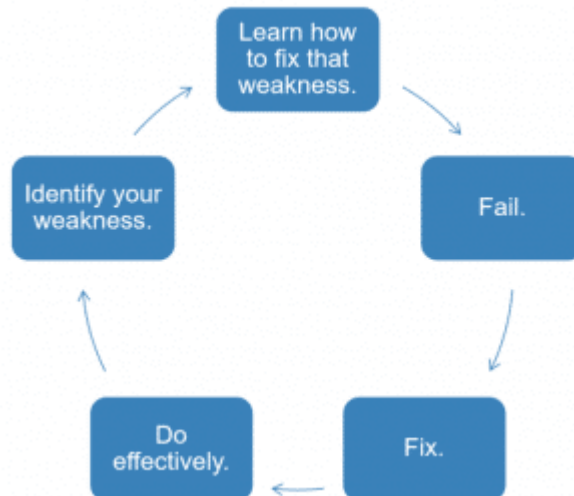 Learn how
to fix that
weakness.
Fail.
Fix.
Do
effectively.
Identify your
weakness.